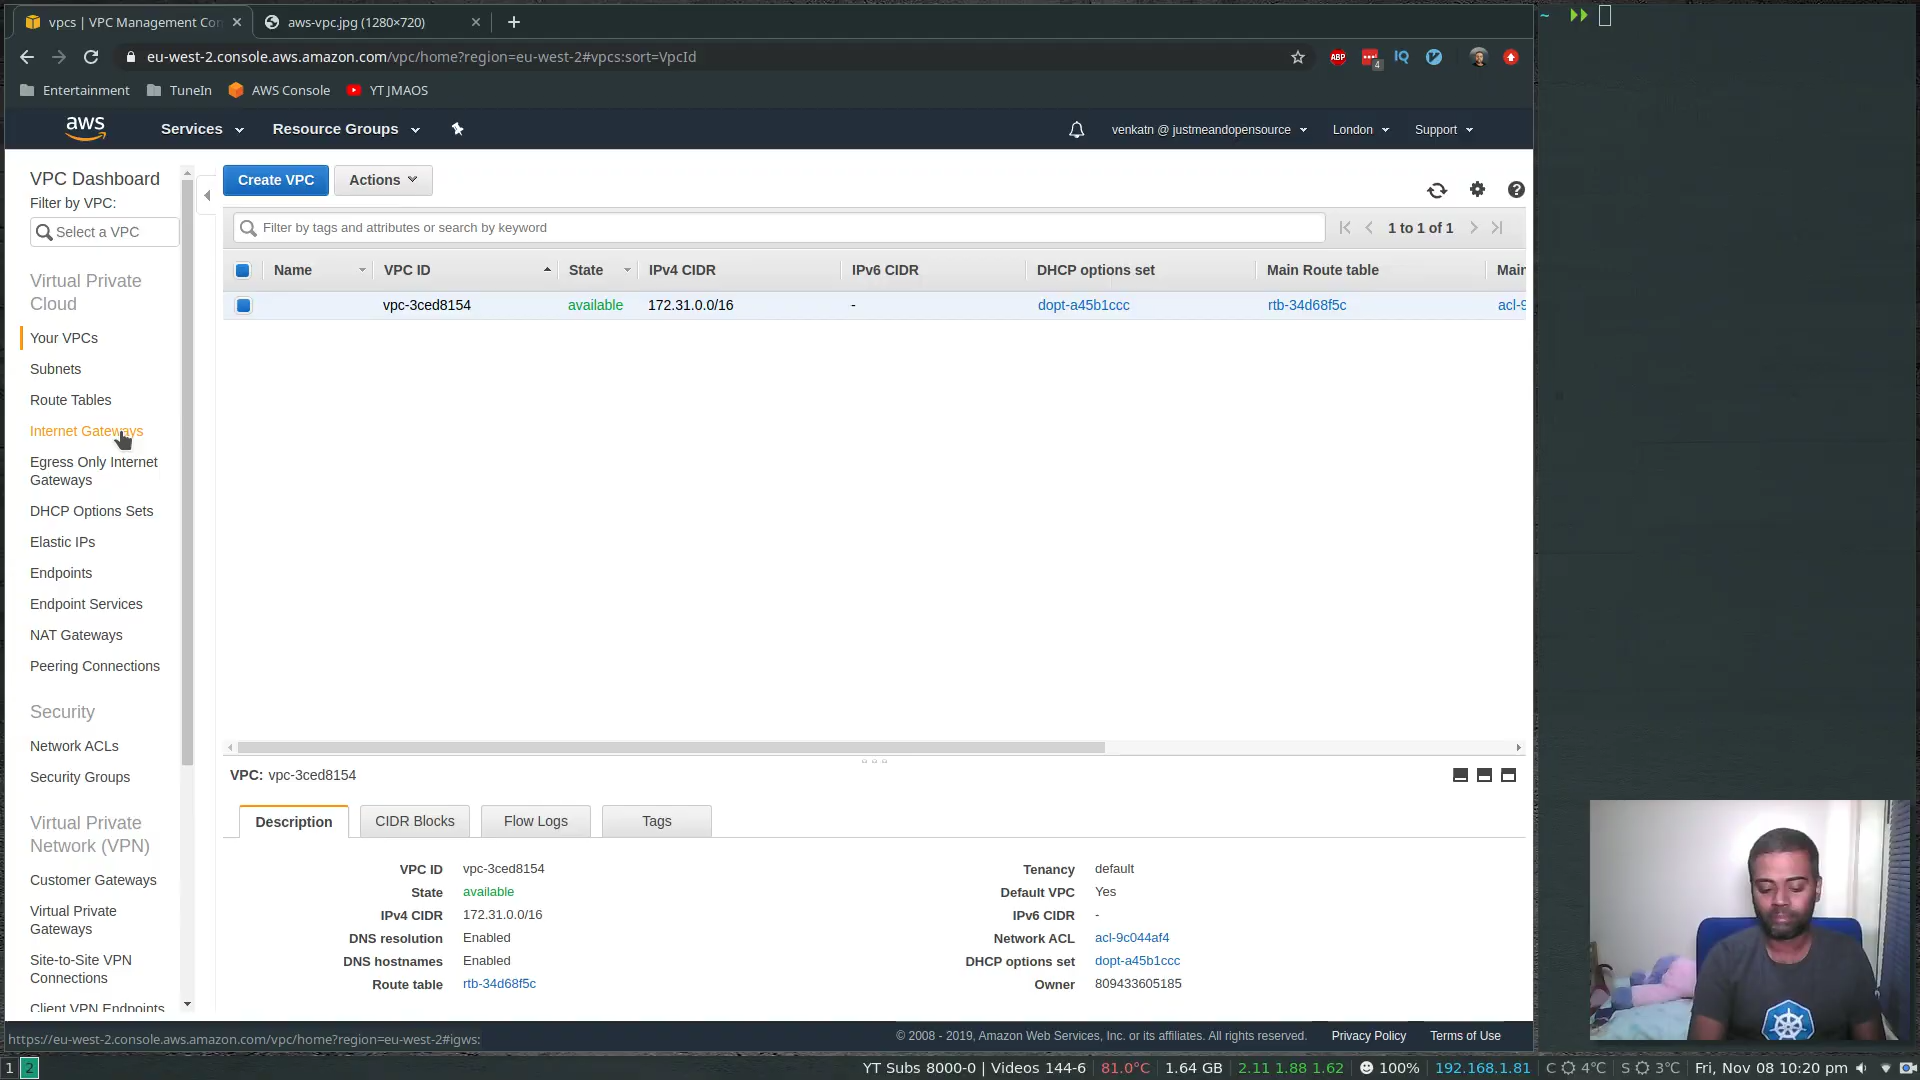 vpcs | VPC Management Con
aws-vpc.jpg (1280×720)
eu-west-2.console.aws.amazon.com/vpc/home?region=eu-west-2#vpcs:sort=VpcId
ABP
4
IQ
Entertainment
TuneIn
AWS Console
YT JMAOS
aws
Services
Resource Groups
venkatn @ justmeandopensource
London
Support
VPC Dashboard
Filter by VPC:
Select a VPC
Virtual Private
Cloud
Your VPCs
Subnets
Route Tables
Internet Gateways
Egress Only Internet
Gateways
DHCP Options Sets
Elastic IPs
Endpoints
Endpoint Services
NAT Gateways
Peering Connections
Security
Network ACLs
Security Groups
Virtual Private
Network (VPN)
Customer Gateways
Virtual Private
Gateways
Site-to-Site VPN
Connections
Client VPN Endpoints
Create VPC
Actions
Filter by tags and attributes or search by keyword
1 to 1 of 1
Name VPC ID State IPv4 CIDR IPv6 CIDR DHCP options set Main Route table Main
vpc-3ced8154 available 172.31.0.0/16 - dopt-a45b1ccc rtb-34d68f5c acl-9
VPC: vpc-3ced8154
Description CIDR Blocks Flow Logs Tags
VPC ID vpc-3ced8154
State available
IPv4 CIDR 172.31.0.0/16
DNS resolution Enabled
DNS hostnames Enabled
Route table rtb-34d68f5c
Tenancy default
Default VPC Yes
IPv6 CIDR -
Network ACL acl-9c044af4
DHCP options set dopt-a45b1ccc
Owner 809433605185
https://eu-west-2.console.aws.amazon.com/vpc/home?region=eu-west-2#igws:
© 2008 - 2019, Amazon Web Services, Inc. or its affiliates. All rights reserved. Privacy Policy Terms of Use
1 2
YT Subs 8000-0 | Videos 144-6 | 81.0°C | 1.64 GB | 2.11 1.88 1.62 | 100% | 192.168.1.81 | C 4°C | S 3°C | Fri, Nov 08 10:20 pm
~